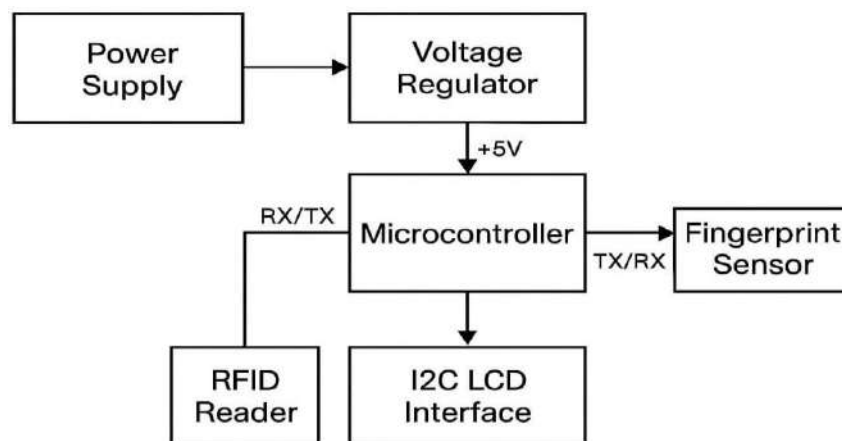 Power
Supply
Voltage
Regulator
+5V
RX/TX
Microcontroller
TX/RX
Fingerprint
Sensor
RFID
Reader
I2C LCD
Interface